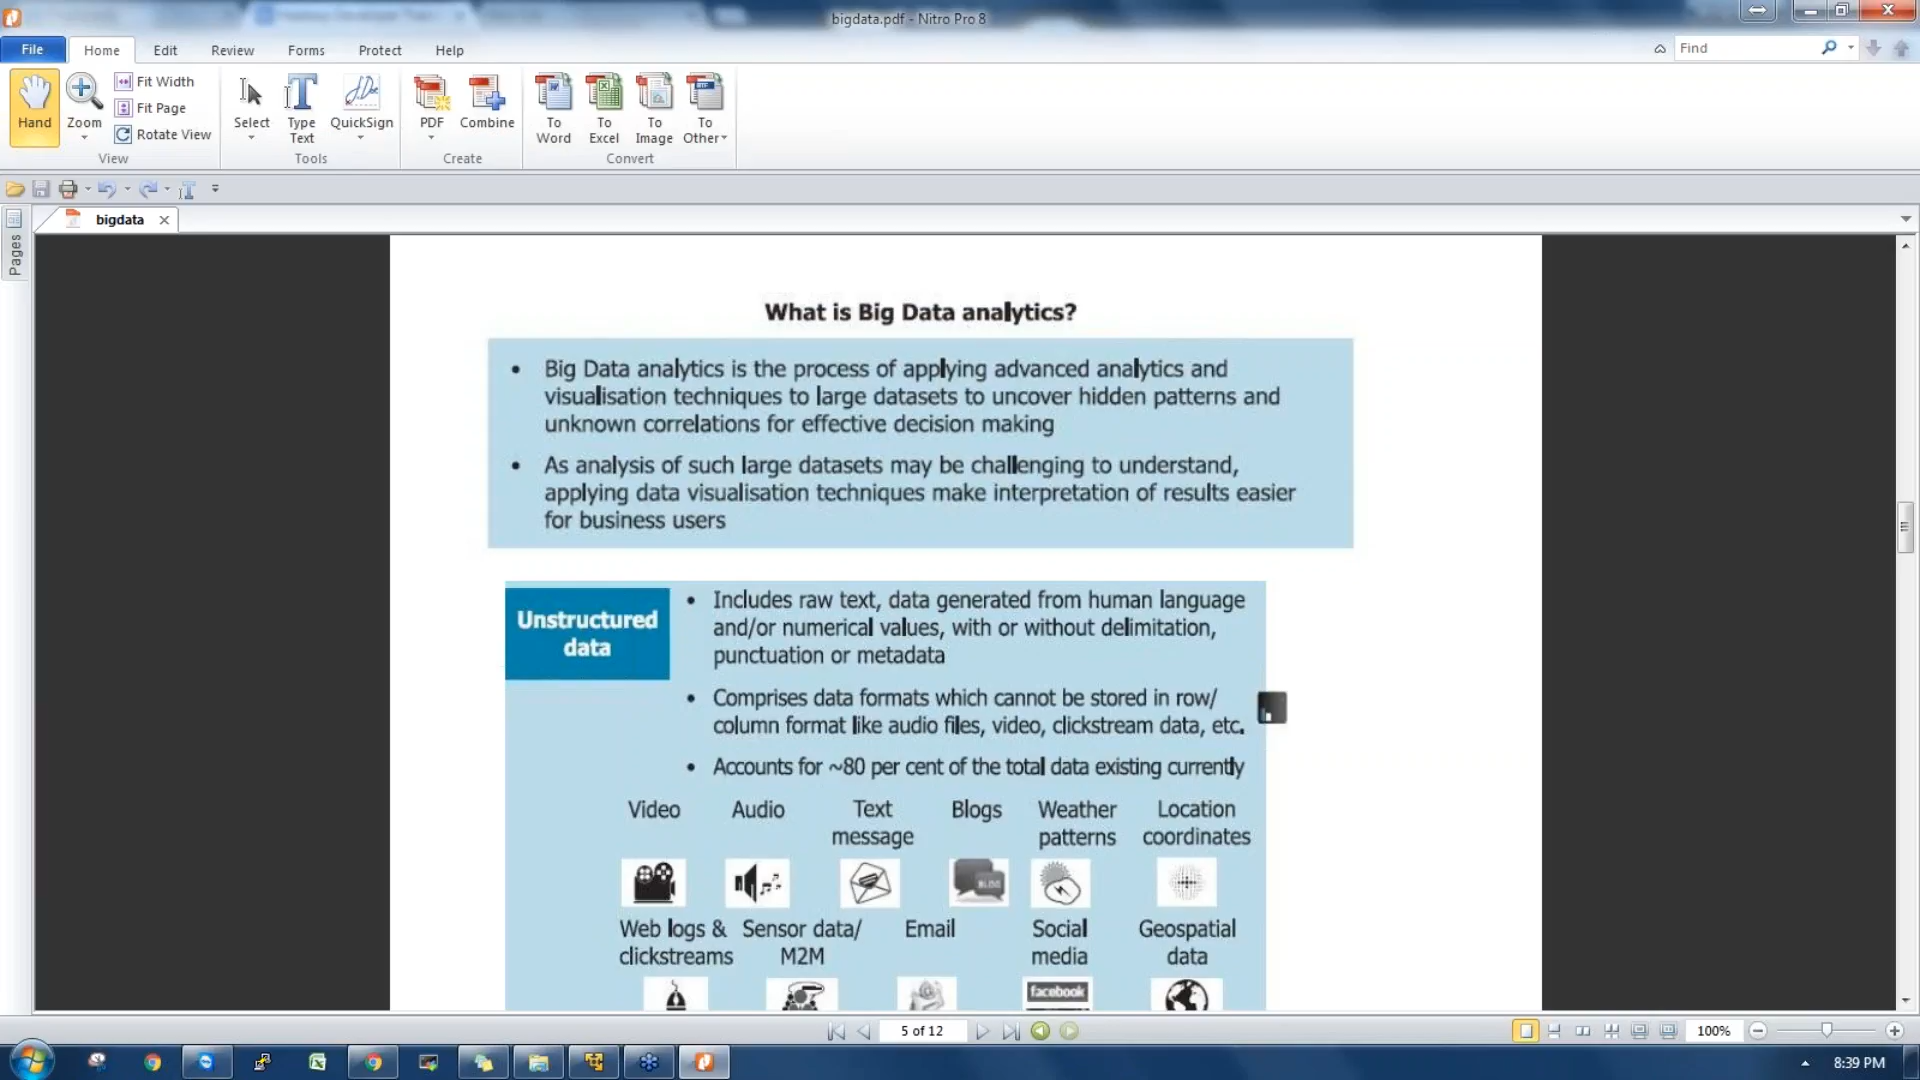 bigdata.pdf - Nitro Pro 8
File Home Edit Review Forms Protect Help
Find
Hand
Zoom
Fit Width
Fit Page
Rotate View
View
Select
Type
Text
QuickSign
Tools
PDF
Combine
Create
To
Word
To
Excel
To
Image
To
Other
Convert
bigdata
Pages
What is Big Data analytics?
• Big Data analytics is the process of applying advanced analytics and
visualisation techniques to large datasets to uncover hidden patterns and
unknown correlations for effective decision making
• As analysis of such large datasets may be challenging to understand,
applying data visualisation techniques make interpretation of results easier
for business users
Unstructured
data
• Includes raw text, data generated from human language
and/or numerical values, with or without delimitation,
punctuation or metadata
• Comprises data formats which cannot be stored in row/
column format like audio files, video, clickstream data, etc.
• Accounts for ~80 per cent of the total data existing currently
Video
Audio
Text
message
Blogs
Weather
patterns
Location
coordinates
BLOG
Web logs &
clickstreams
Sensor data/
M2M
Email
Social
media
Geospatial
data
facebook
5 of 12
100%
8:39 PM